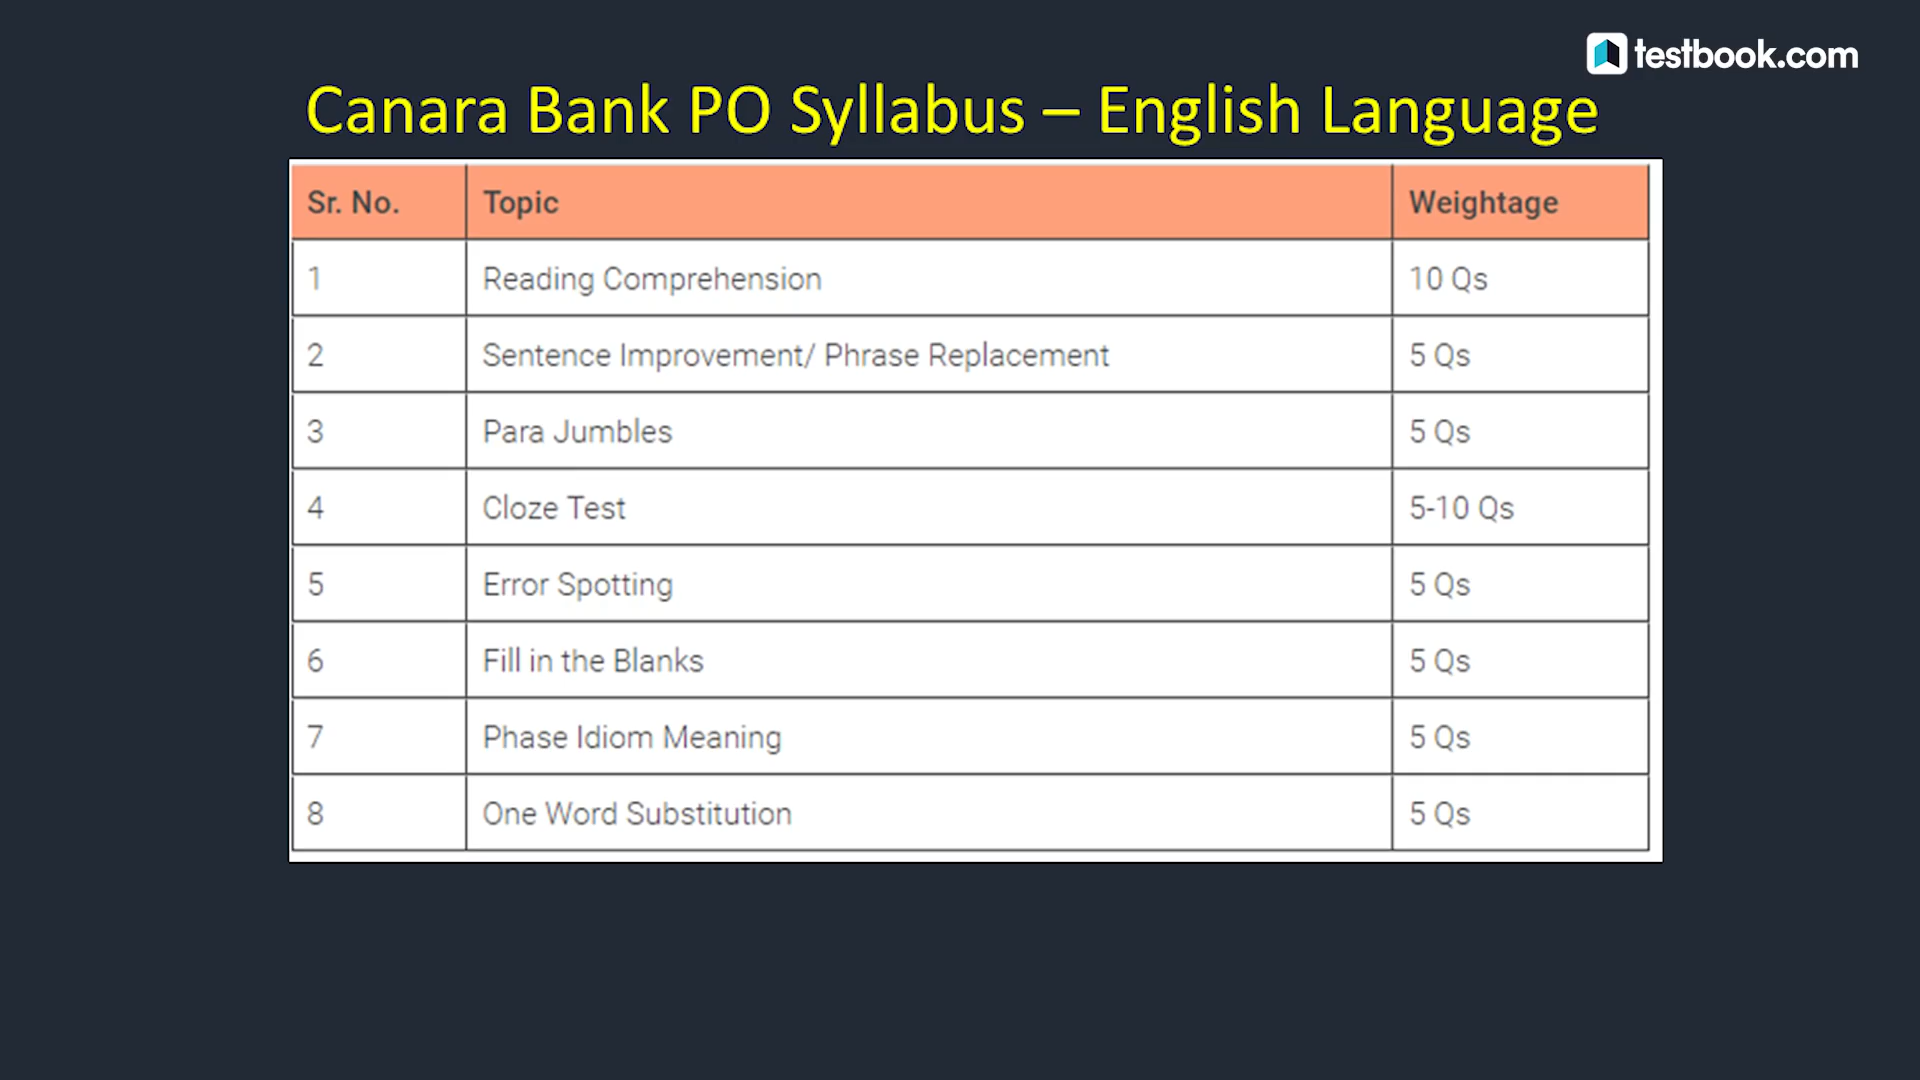 testbook.com
Canara Bank PO Syllabus – English Language
Sr. No. Topic Weightage
1 Reading Comprehension 10 Qs
2 Sentence Improvement/ Phrase Replacement 5 Qs
3 Para Jumbles 5 Qs
4 Cloze Test 5-10 Qs
5 Error Spotting 5 Qs
6 Fill in the Blanks 5 Qs
7 Phase Idiom Meaning 5 Qs
8 One Word Substitution 5 Qs